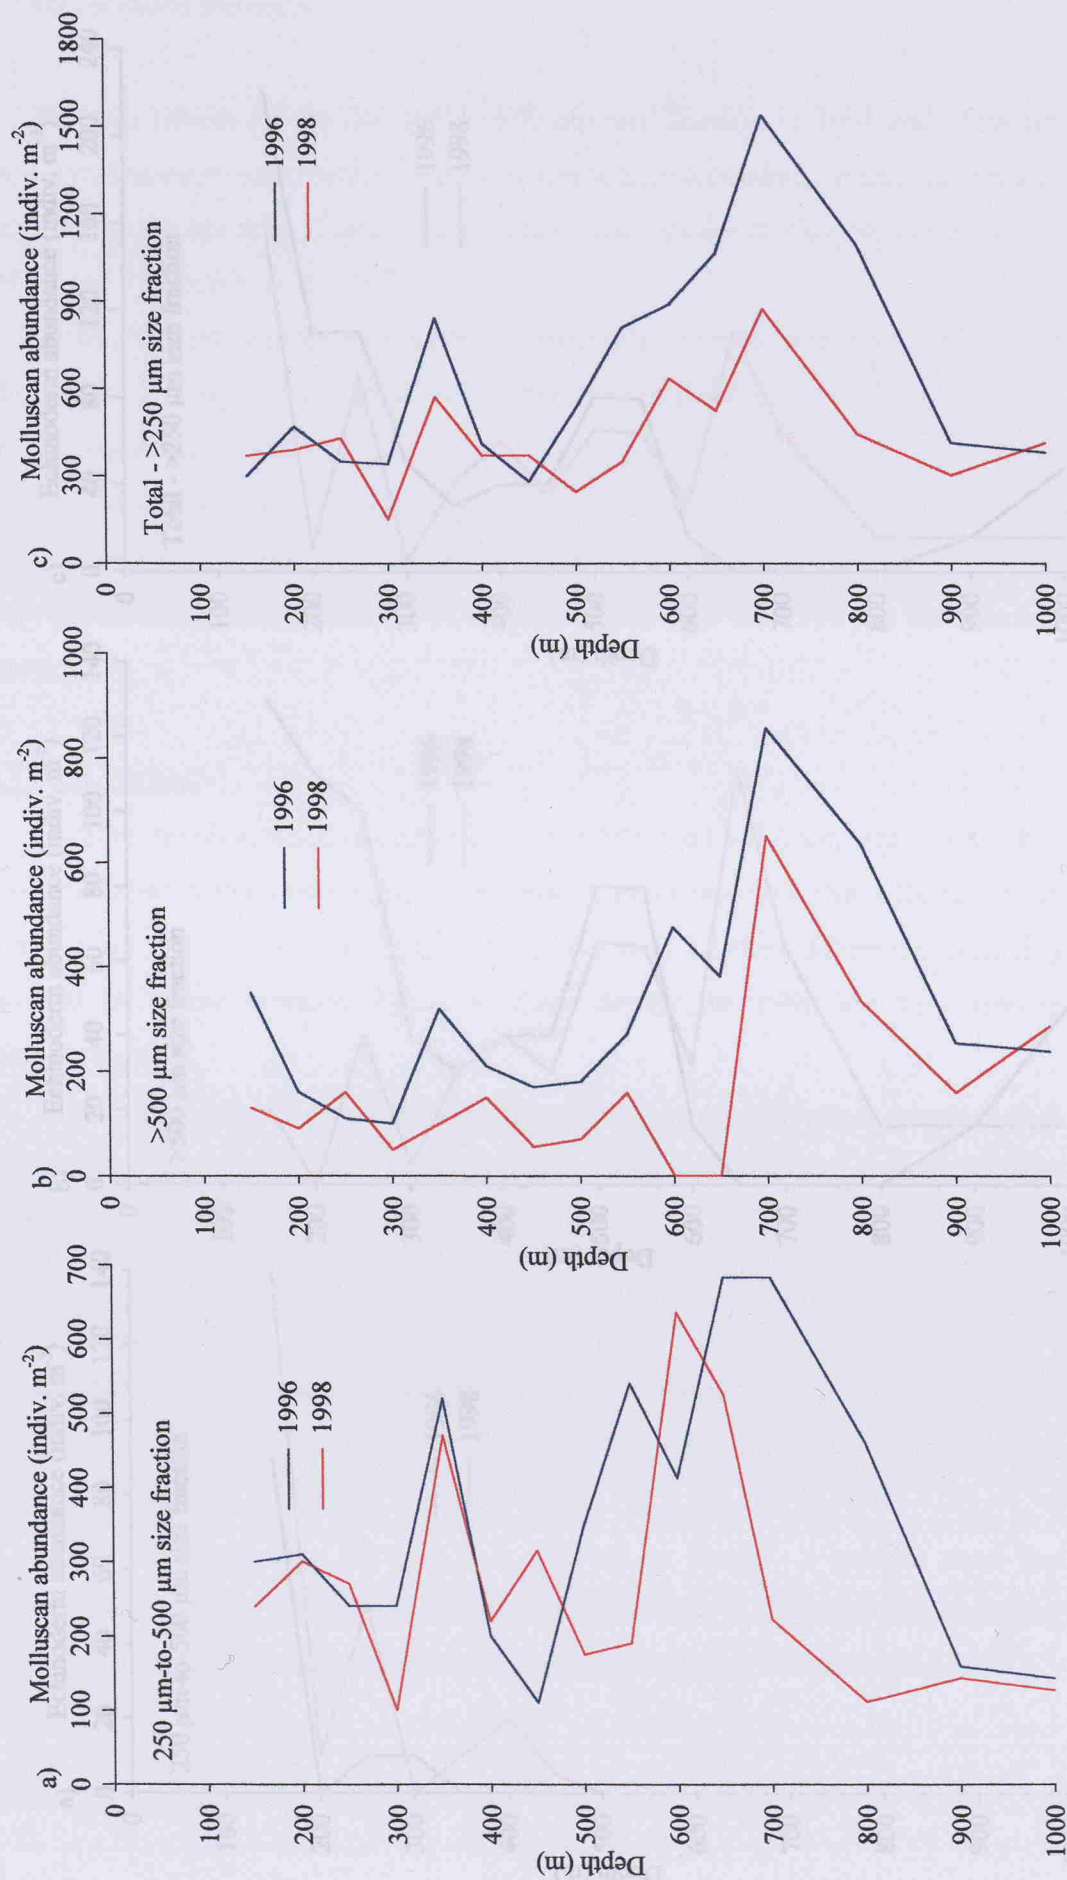 a)
Molluscan abundance (indiv. m-2)
0 100 200 300 400 500 600 700
250 µm-to-500 µm size fraction
1996
1998
Depth (m)
0
100
200
300
400
500
600
700
800
900
1000
b)
Molluscan abundance (indiv. m-2)
0 200 400 600 800 1000
>500 µm size fraction
1996
1998
Depth (m)
0
100
200
300
400
500
600
700
800
900
1000
c)
Molluscan abundance (indiv. m-2)
0 300 600 900 1200 1500 1800
Total - >250 µm size fraction
1996
1998
Depth (m)
0
100
200
300
400
500
600
700
800
900
1000